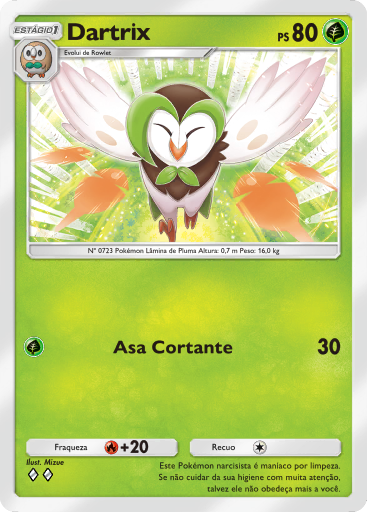 ESTÁGIO 1
Dartrix
PS 80
Evolui de Rowlet
Nº 0723 Pokémon Lâmina de Pluma Altura: 0,7 m Peso: 16,0 kg
Asa Cortante 30
Fraqueza +20
Recuo
Ilust. Mizue
Este Pokémon narcisista é maníaco por limpeza.
Se não cuidar da sua higiene com muita atenção,
talvez ele não obedeça mais a você.